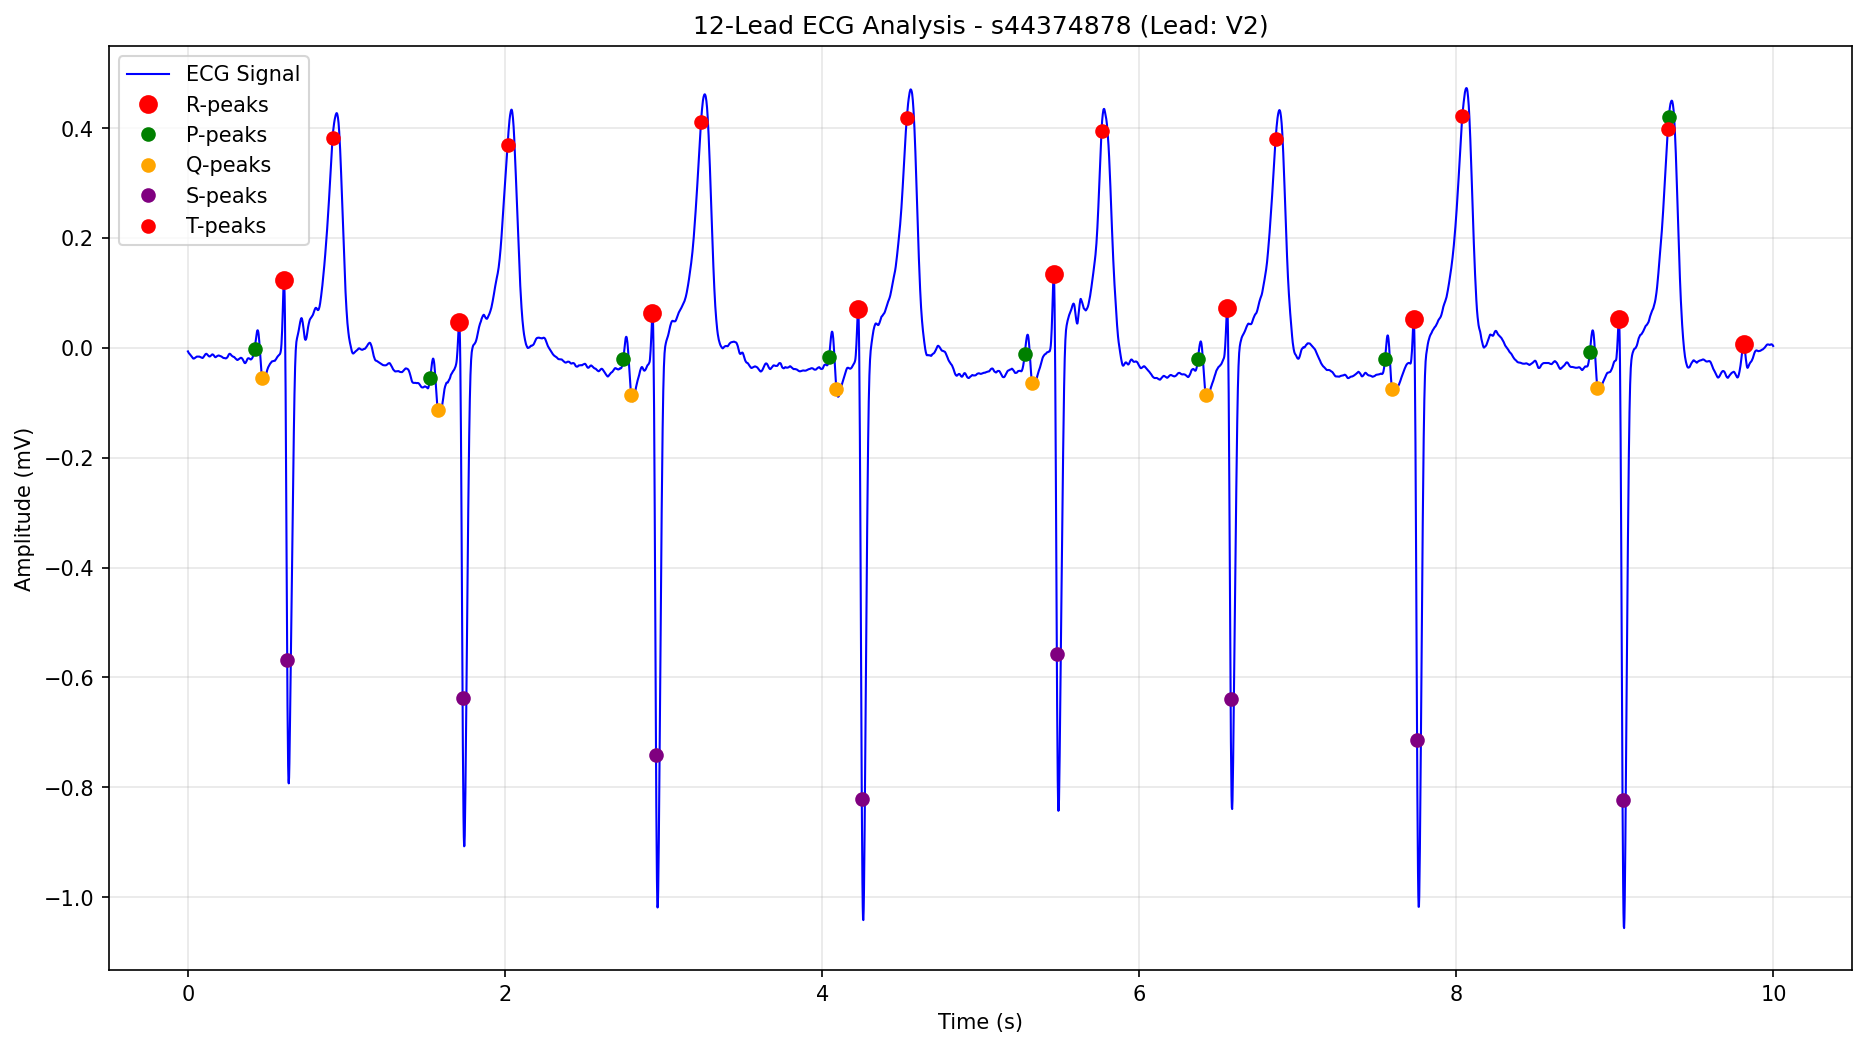 12-Lead ECG Analysis - s44374878 (Lead: V2)
ECG Signal
R-peaks
P-peaks
Q-peaks
S-peaks
T-peaks
0.4
0.2
0.0
−0.2
−0.4
−0.6
−0.8
−1.0
Amplitude (mV)
0 2 4 6 8 10
Time (s)